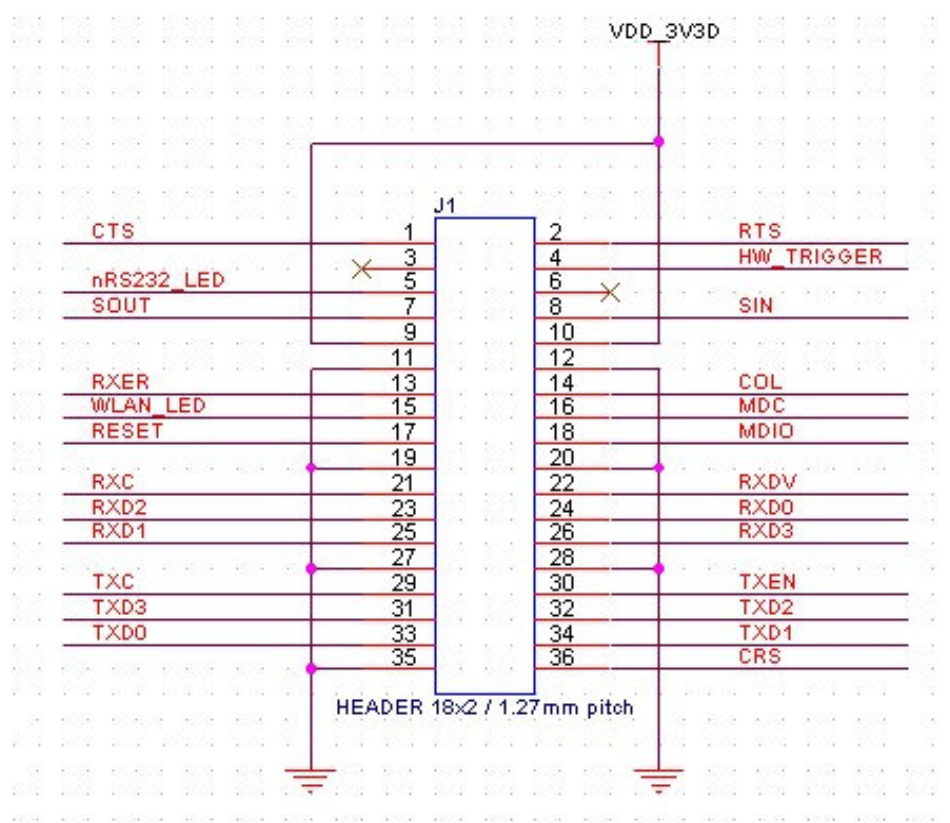 VDD_3V3D
J1
CTS 1 2 RTS
3 4 HW_TRIGGER
nRS232_LED 5 6
SOUT 7 8 SIN
9 10
11 12
RXER 13 14 COL
WLAN_LED 15 16 MDC
RESET 17 18 MDIO
19 20
RXC 21 22 RXDV
RXD2 23 24 RXD0
RXD1 25 26 RXD3
27 28
TXC 29 30 TXEN
TXD3 31 32 TXD2
TXD0 33 34 TXD1
35 36 CRS
HEADER 18x2 / 1.27mm pitch